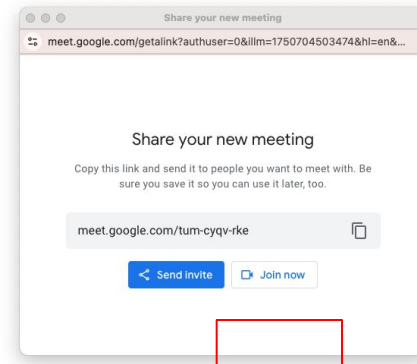 Share your new meeting
meet.google.com/getalink?authuser=0&illm=1750704503474&hl=en&...
Share your new meeting
Copy this link and send it to people you want to meet with. Be
sure you save it so you can use it later, too.
meet.google.com/tum-cyqv-rke
Send invite Join now